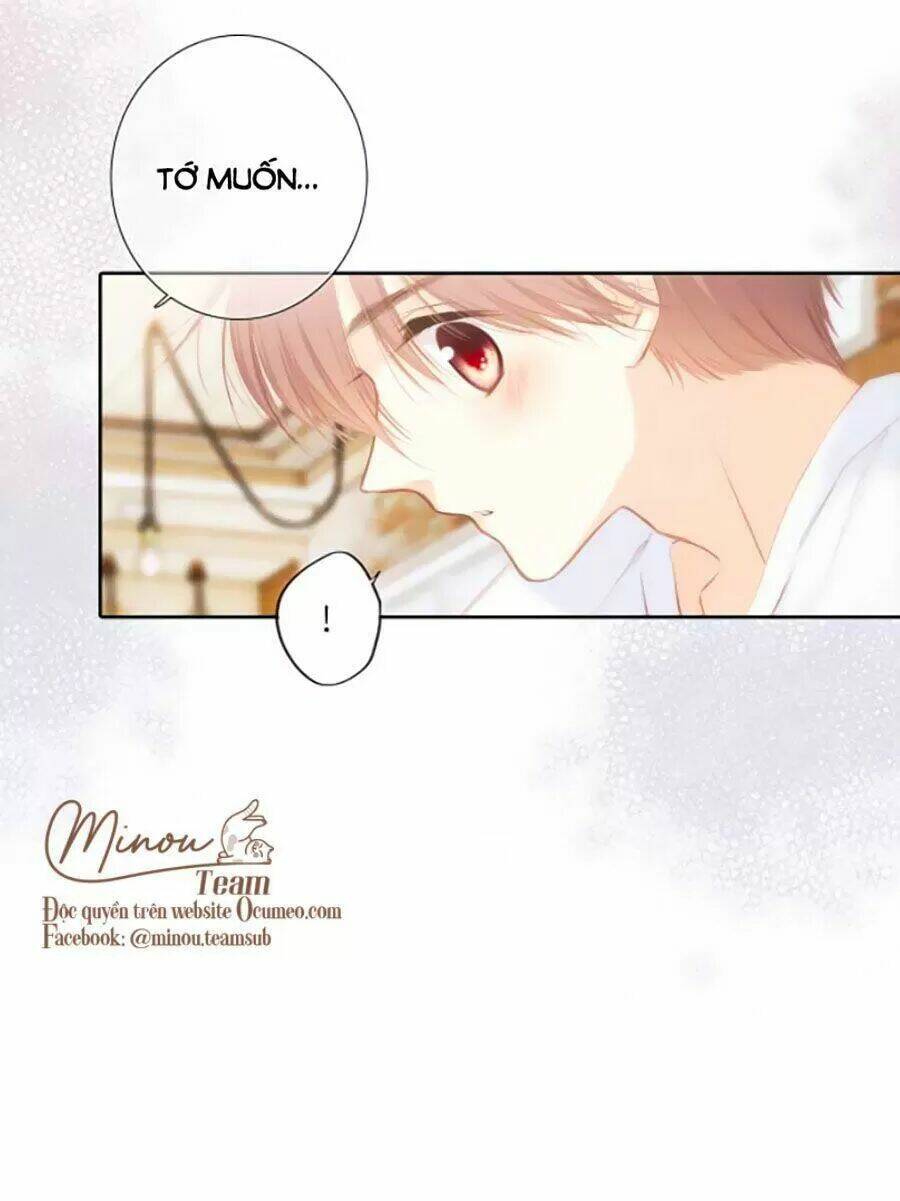 TỚ MUỐN...
!
Minou
Team
Độc quyền trên website Ocumeo.com
Facebook: @minou.teamsub